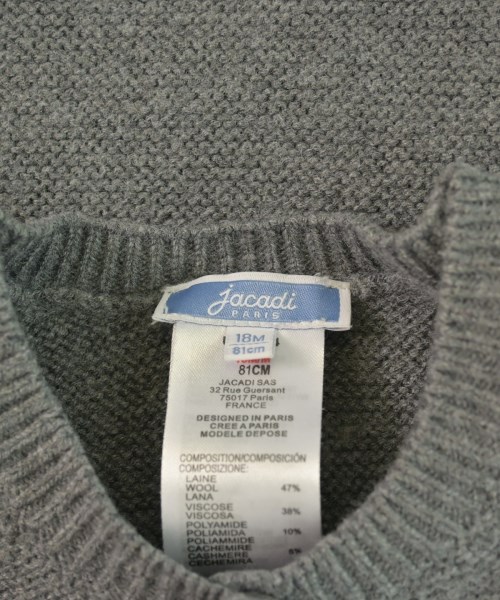 jacadi
PARIS
18M
81cm
81CM
JACADI SAS
32 Rue Guersant
75017 Paris
FRANCE
DESIGNED IN PARIS
CREE A PARIS
MODELE DEPOSE
COMPOSITION/COMPOSICIÓN
COMPOSIZIONE:
LAINE
WOOL 47%
LANA
VISCOSE 38%
VISCOSA
POLYAMIDE
POLIAMIDA 10%
POLIAMMIDE
CACHEMIRE
CASHMERE 5%
CACHEMIRA